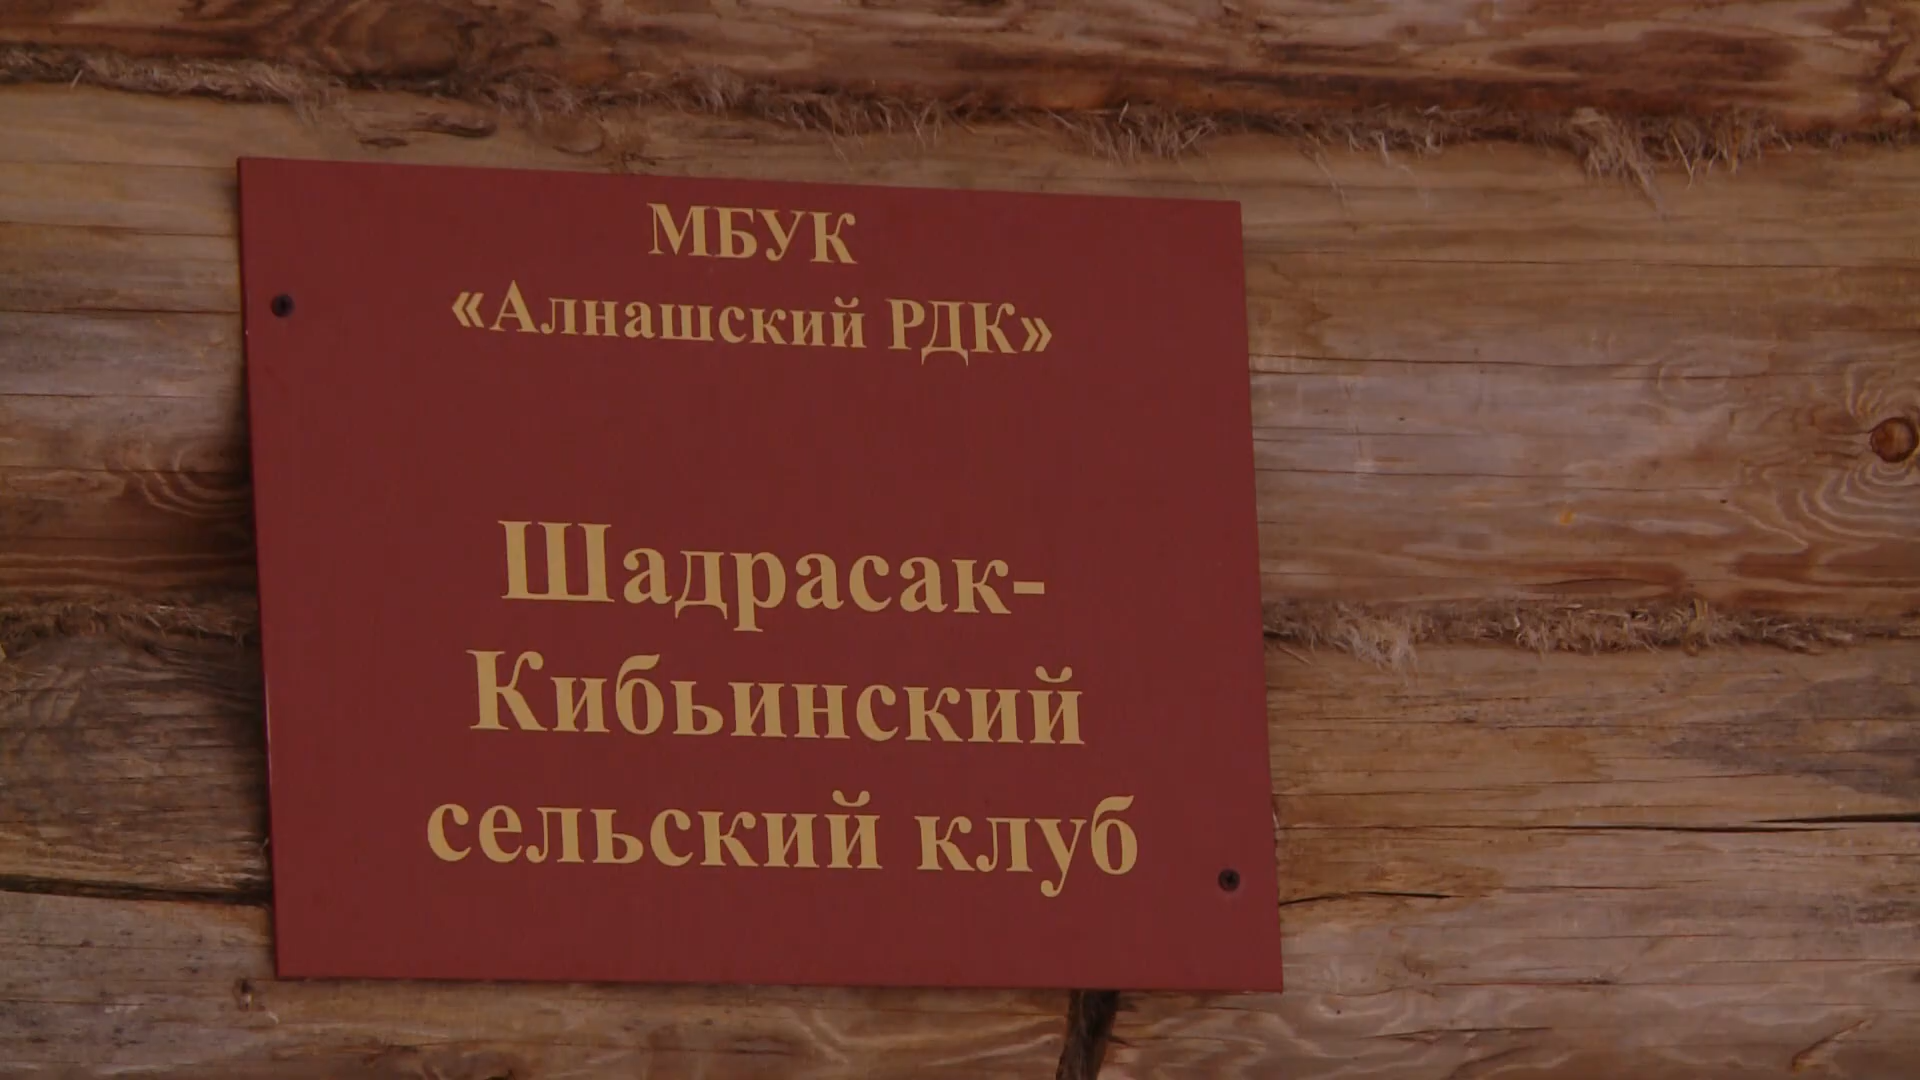 МБУК
«Алнашский РДК»
Шадрасак-
Кибьинский
сельский клуб